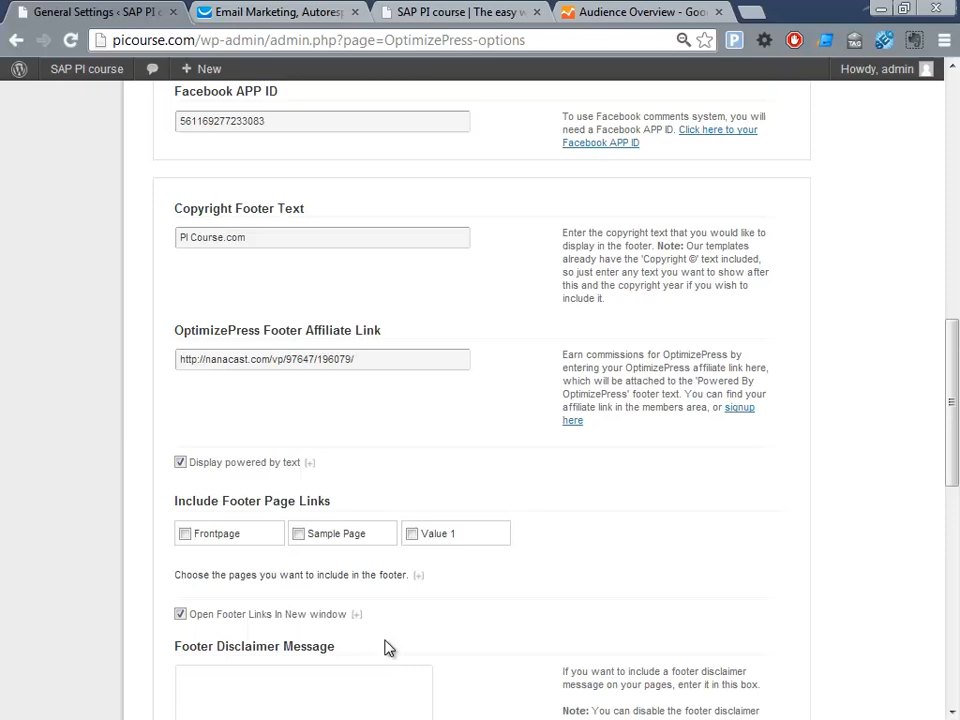 General Settings ‹ SAP PI c
Email Marketing, Autoresp
SAP PI course | The easy w
Audience Overview - Goo
picourse.com/wp-admin/admin.php?page=OptimizePress-options
SAP PI course
New
Howdy, admin
Facebook APP ID
561169277233083
To use Facebook comments system, you will
need a Facebook APP ID. Click here to your
Facebook APP ID
Copyright Footer Text
PI Course.com
Enter the copyright text that you would like to
display in the footer. Note: Our templates
already have the 'Copyright ©' text included,
so just enter any text you want to show after
this and the copyright year if you wish to
include it.
OptimizePress Footer Affiliate Link
http://nanacast.com/vp/97647/196079/
Earn commissions for OptimizePress by
entering your OptimizePress affiliate link here,
which will be attached to the 'Powered By
OptimizePress' footer text. You can find your
affiliate link in the members area, or signup
here
Display powered by text [+]
Include Footer Page Links
Frontpage
Sample Page
Value 1
Choose the pages you want to include in the footer. [+]
Open Footer Links In New window [+]
Footer Disclaimer Message
If you want to include a footer disclaimer
message on your pages, enter it in this box.
Note: You can disable the footer disclaimer